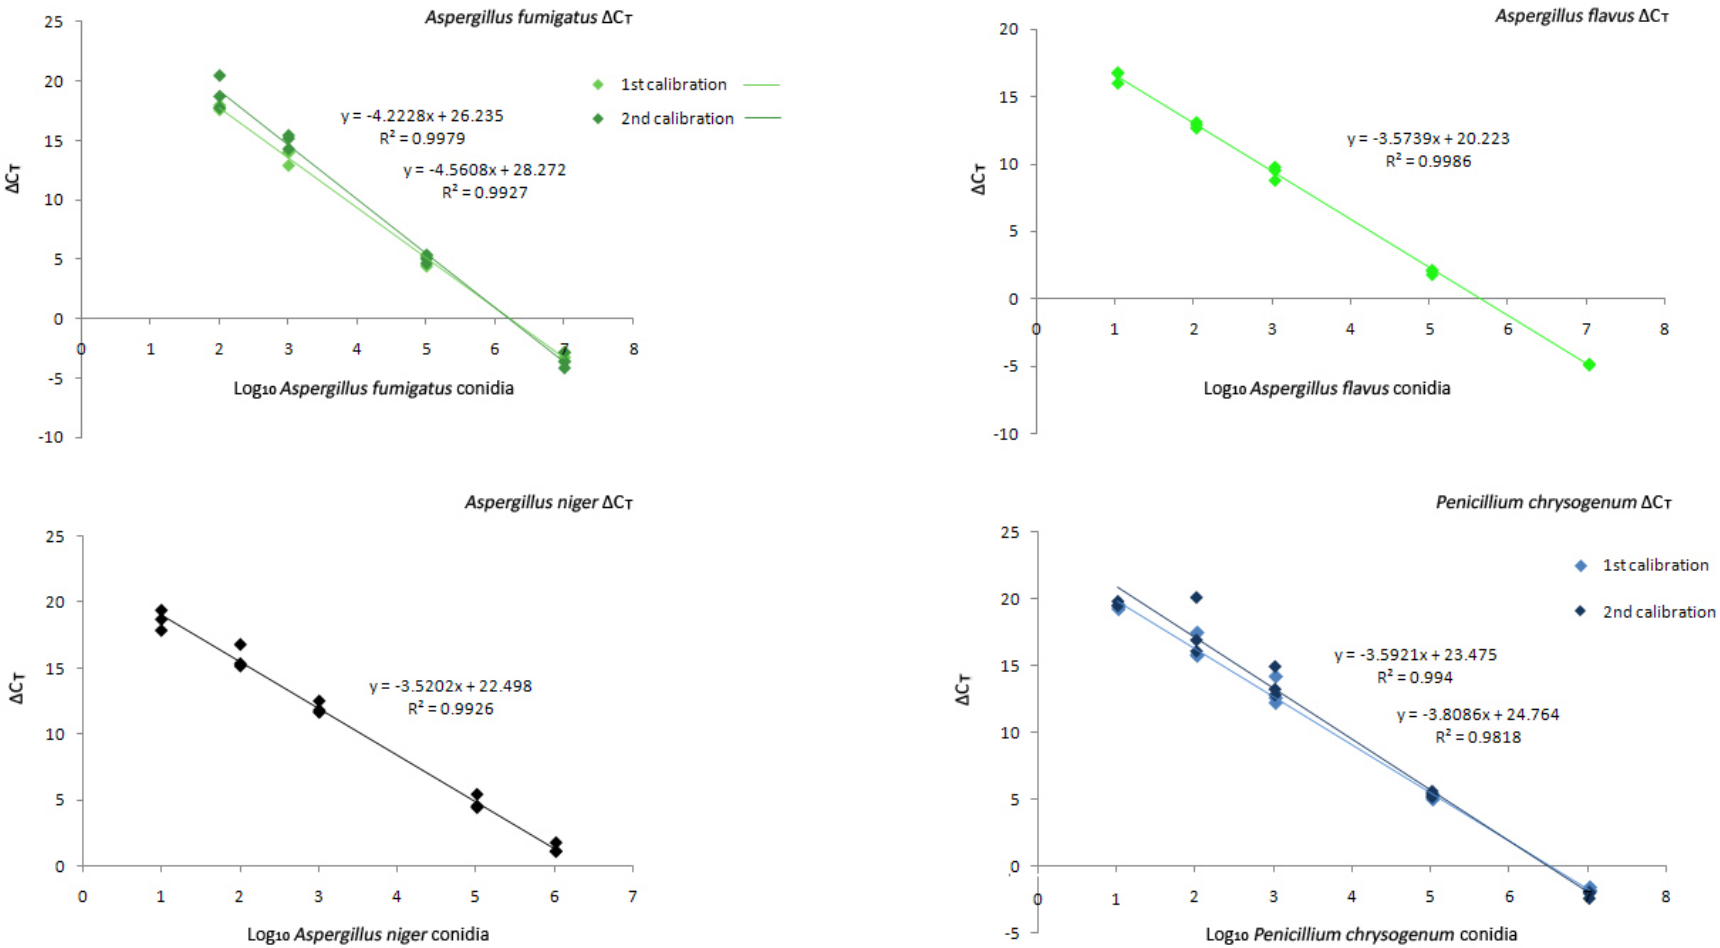 Aspergillus fumigatus ΔCT
25
20
15
10
5
0
-5
-10
ΔCT
0 1 2 3 4 5 6 7 8
Log10 Aspergillus fumigatus conidia
1st calibration
2nd calibration
y = -4.2228x + 26.235
R² = 0.9979
y = -4.5608x + 28.272
R² = 0.9927
Aspergillus flavus ΔCT
20
15
10
5
0
-5
-10
ΔCT
0 1 2 3 4 5 6 7 8
Log10 Aspergillus flavus conidia
y = -3.5739x + 20.223
R² = 0.9986
Aspergillus niger ΔCT
25
20
15
10
5
0
ΔCT
0 1 2 3 4 5 6 7
Log10 Aspergillus niger conidia
y = -3.5202x + 22.498
R² = 0.9926
Penicillium chrysogenum ΔCT
25
20
15
10
5
0
-5
ΔCT
0 1 2 3 4 5 6 7 8
Log10 Penicillium chrysogenum conidia
1st calibration
2nd calibration
y = -3.5921x + 23.475
R² = 0.994
y = -3.8086x + 24.764
R² = 0.9818